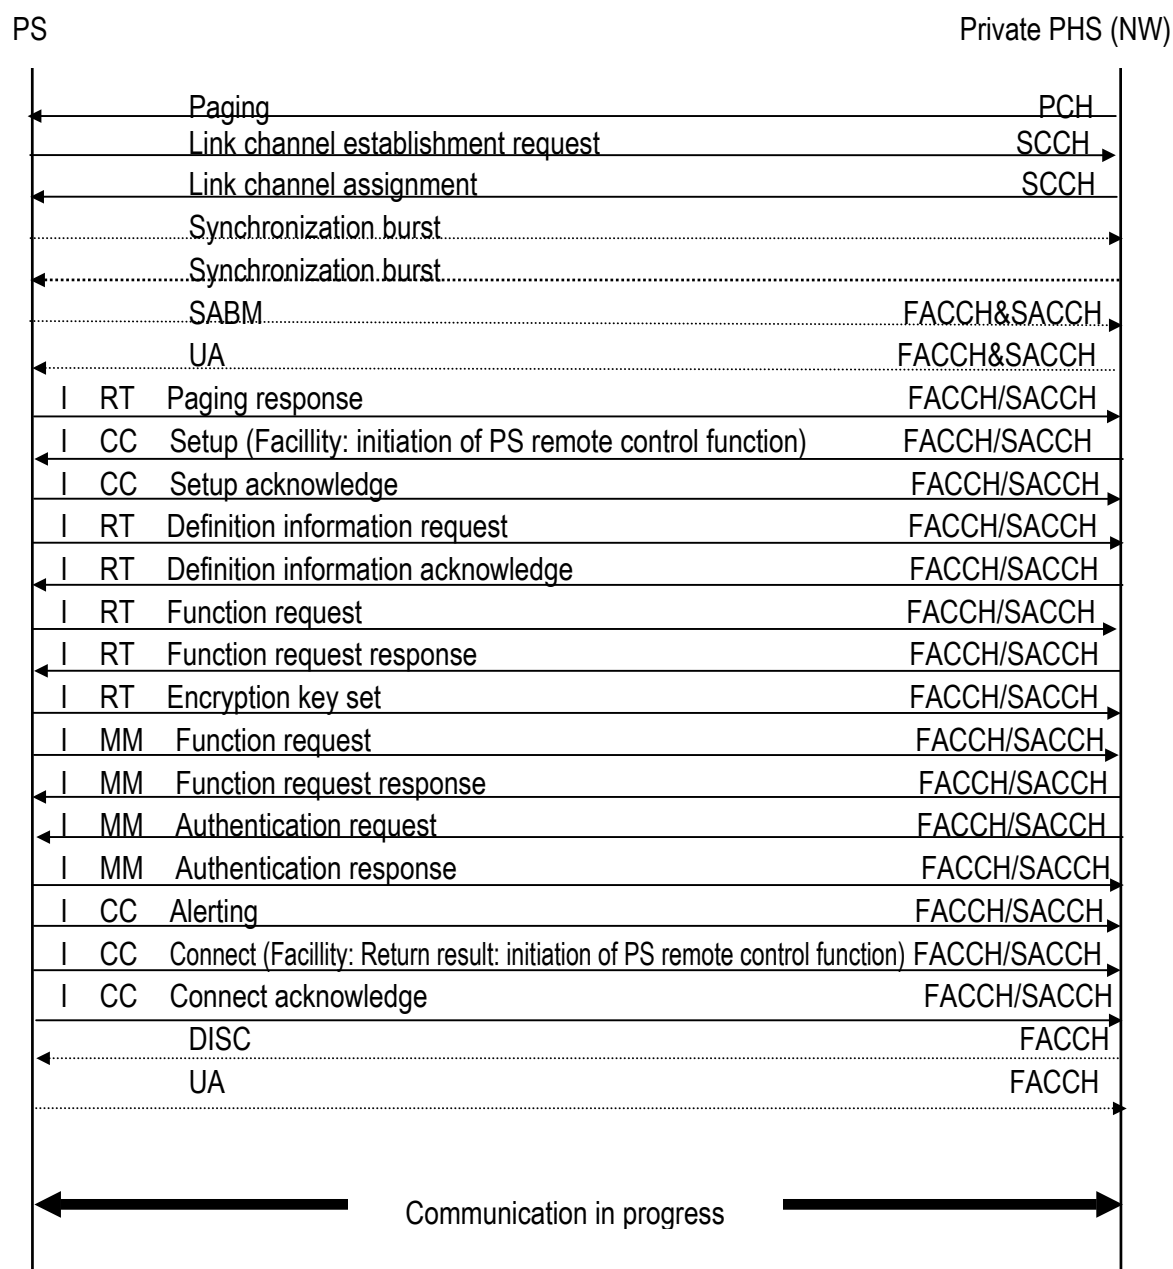 PS Private PHS (NW)
Paging PCH
Link channel establishment request SCCH
Link channel assignment SCCH
Synchronization burst
Synchronization burst
SABM FACCH&SACCH
UA FACCH&SACCH
I RT Paging response FACCH/SACCH
I CC Setup (Facillity: initiation of PS remote control function) FACCH/SACCH
I CC Setup acknowledge FACCH/SACCH
I RT Definition information request FACCH/SACCH
I RT Definition information acknowledge FACCH/SACCH
I RT Function request FACCH/SACCH
I RT Function request response FACCH/SACCH
I RT Encryption key set FACCH/SACCH
I MM Function request FACCH/SACCH
I MM Function request response FACCH/SACCH
I MM Authentication request FACCH/SACCH
I MM Authentication response FACCH/SACCH
I CC Alerting FACCH/SACCH
I CC Connect (Facillity: Return result: initiation of PS remote control function) FACCH/SACCH
I CC Connect acknowledge FACCH/SACCH
DISC FACCH
UA FACCH
Communication in progress